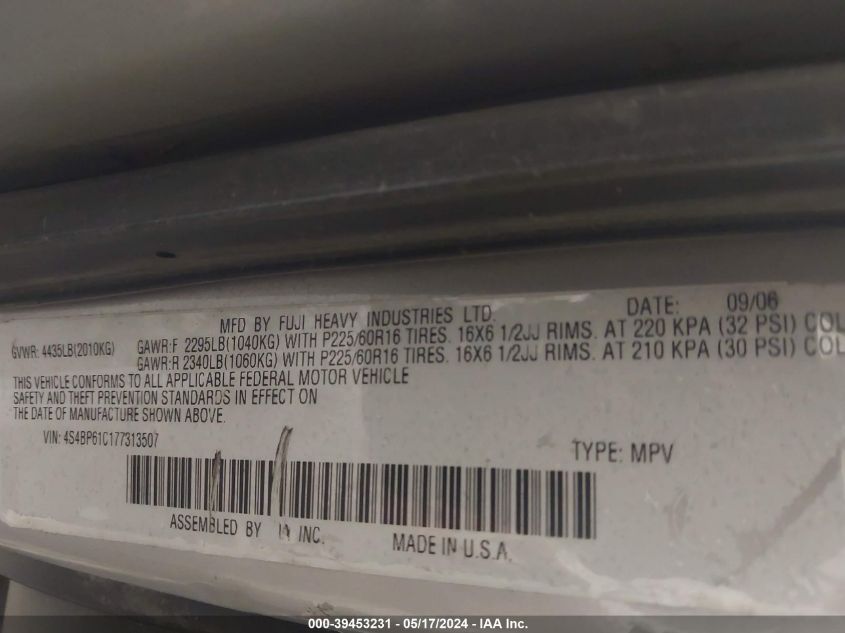 MFD BY FUJI HEAVY INDUSTRIES LTD. DATE: 09/06
GVWR: 4435LB(2010KG) GAWR:F 2295LB(1040KG) WITH P225/60R16 TIRES. 16X6 1/2JJ RIMS. AT 220 KPA (32 PSI) COL
GAWR:R 2340LB(1060KG) WITH P225/60R16 TIRES. 16X6 1/2JJ RIMS. AT 210 KPA (30 PSI) COL
THIS VEHICLE CONFORMS TO ALL APPLICABLE FEDERAL MOTOR VEHICLE
SAFETY AND THEFT PREVENTION STANDARDS IN EFFECT ON
THE DATE OF MANUFACTURE SHOWN ABOVE.
VIN: 4S4BP61C177313507 TYPE: MPV
ASSEMBLED BY INC. MADE IN U.S.A.
000-39453231 - 05/17/2024 - IAA Inc.